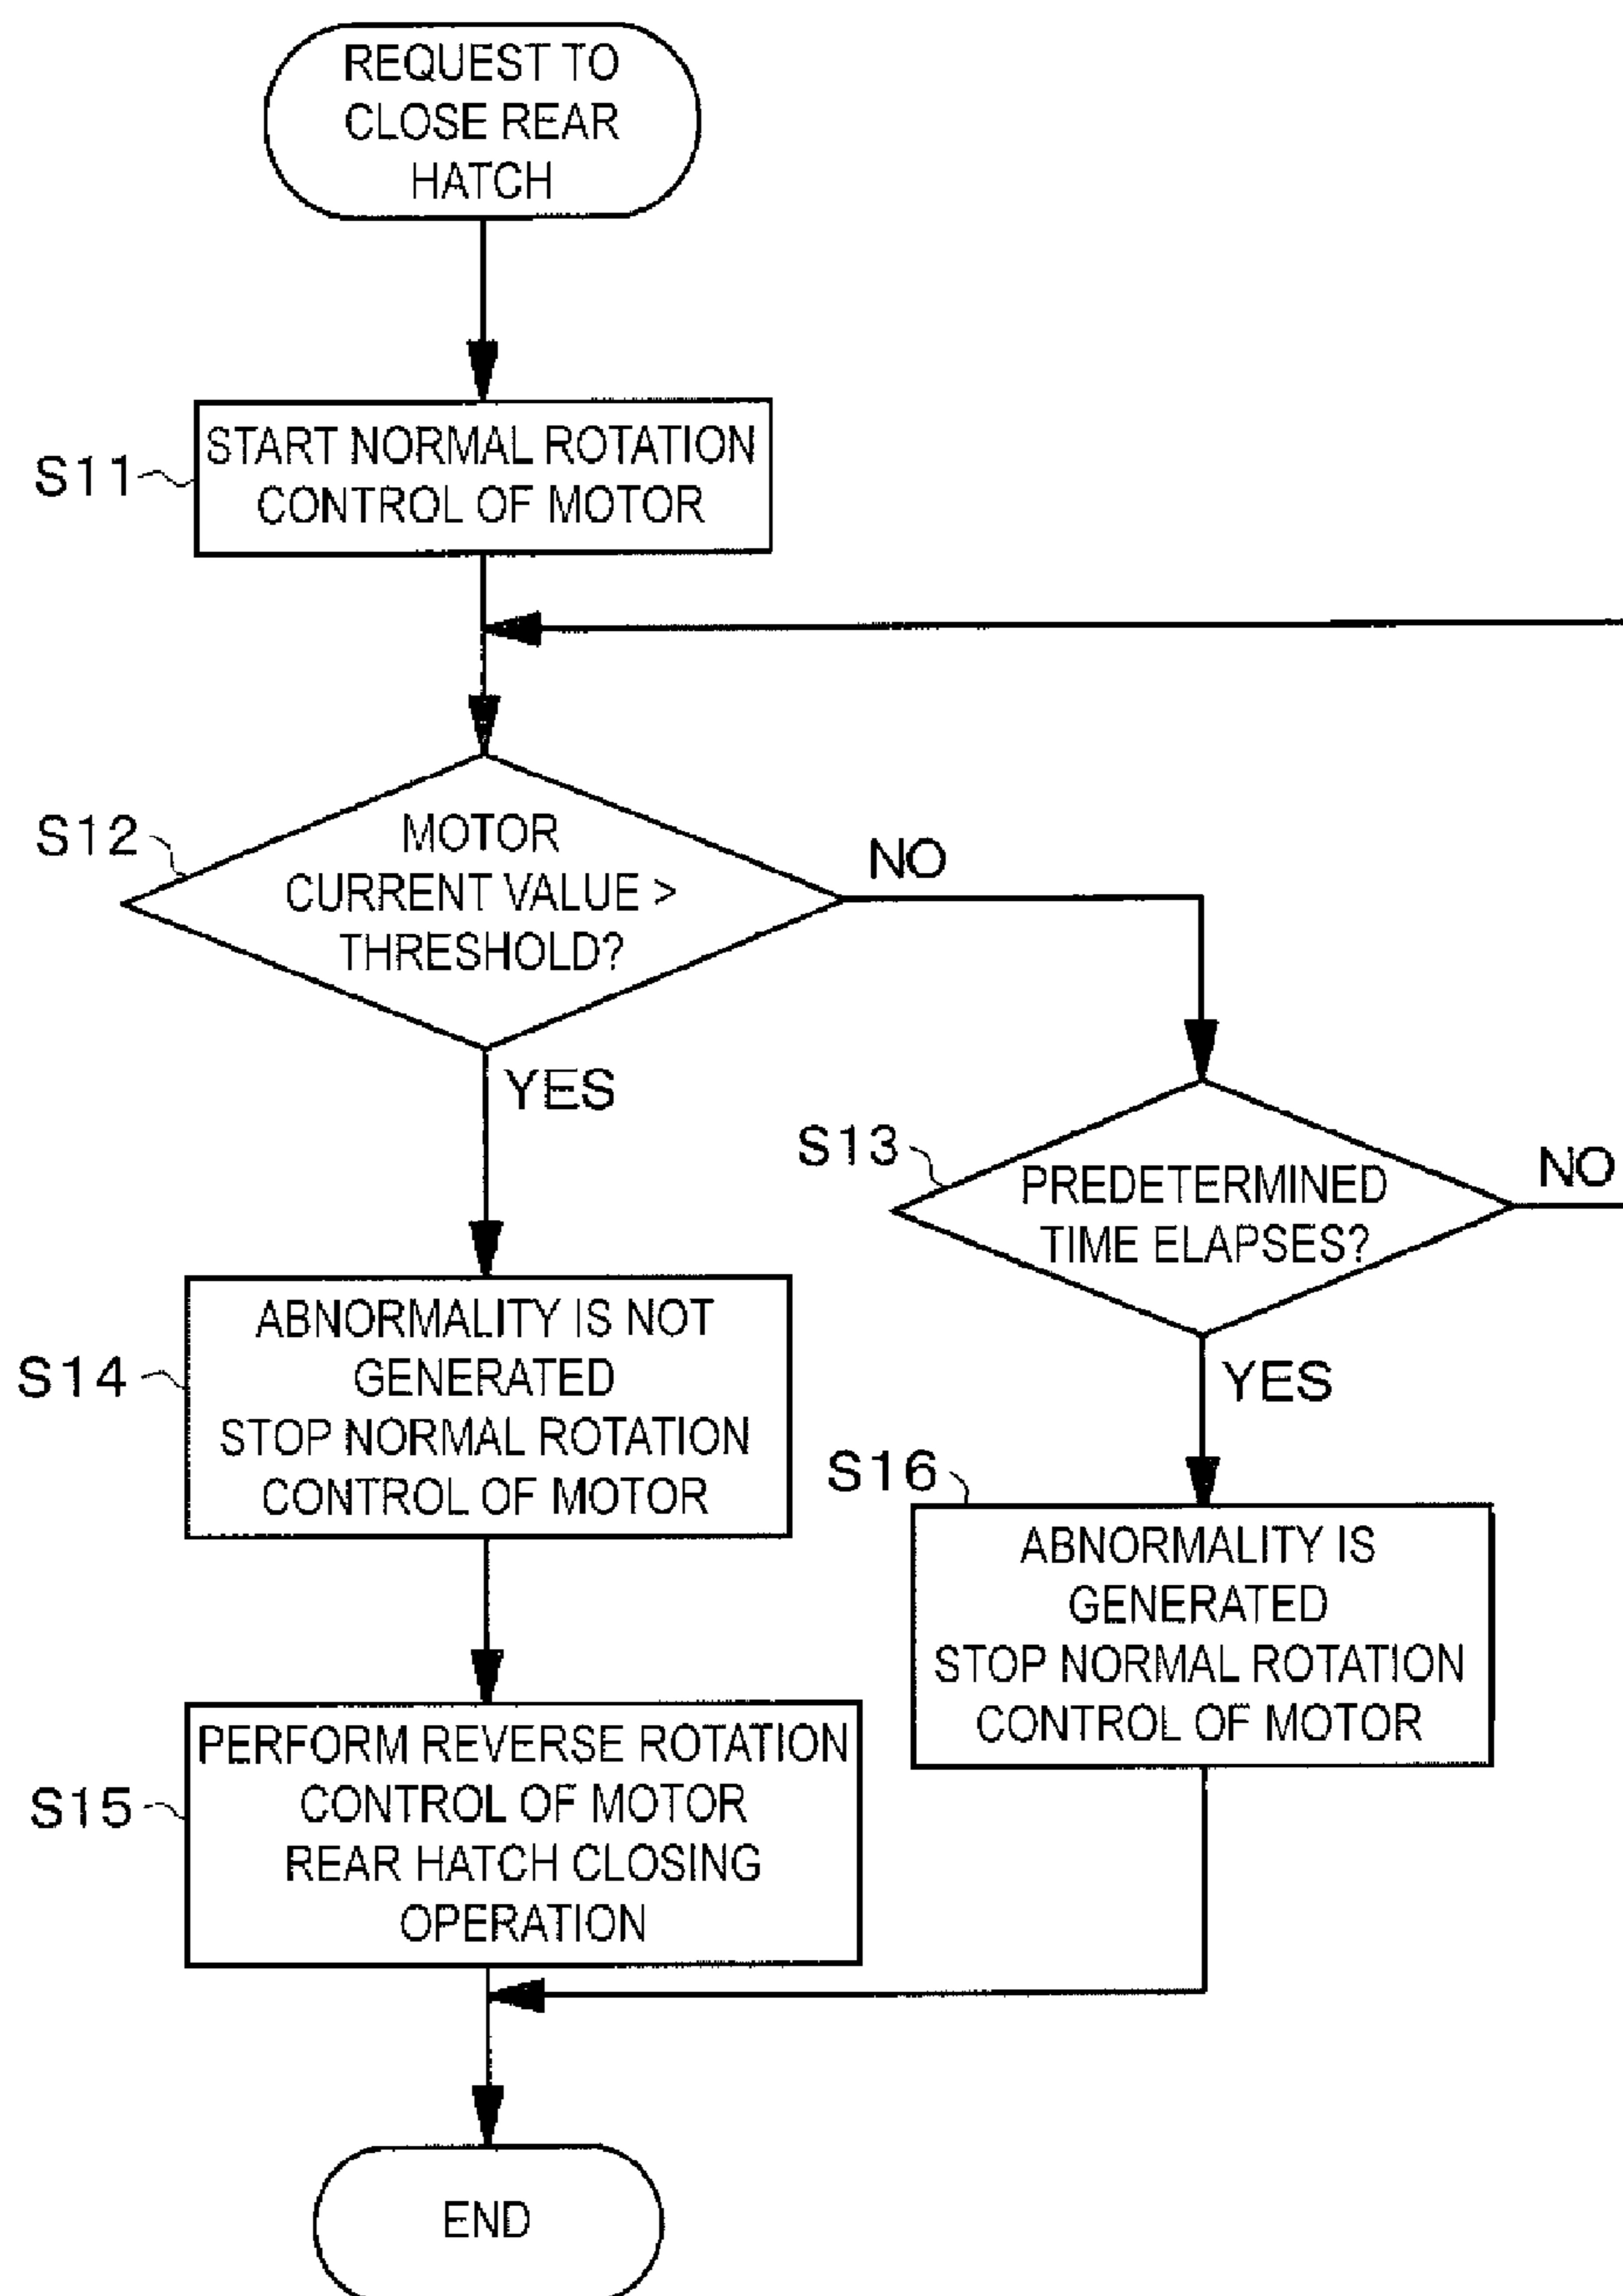 REQUEST TO
CLOSE REAR
HATCH
S11
START NORMAL ROTATION
CONTROL OF MOTOR
S12
MOTOR
CURRENT VALUE >
THRESHOLD?
NO
YES
S13
PREDETERMINED
TIME ELAPSES?
NO
YES
S14
ABNORMALITY IS NOT
GENERATED
STOP NORMAL ROTATION
CONTROL OF MOTOR
S16
ABNORMALITY IS
GENERATED
STOP NORMAL ROTATION
CONTROL OF MOTOR
S15
PERFORM REVERSE ROTATION
CONTROL OF MOTOR
REAR HATCH CLOSING
OPERATION
END